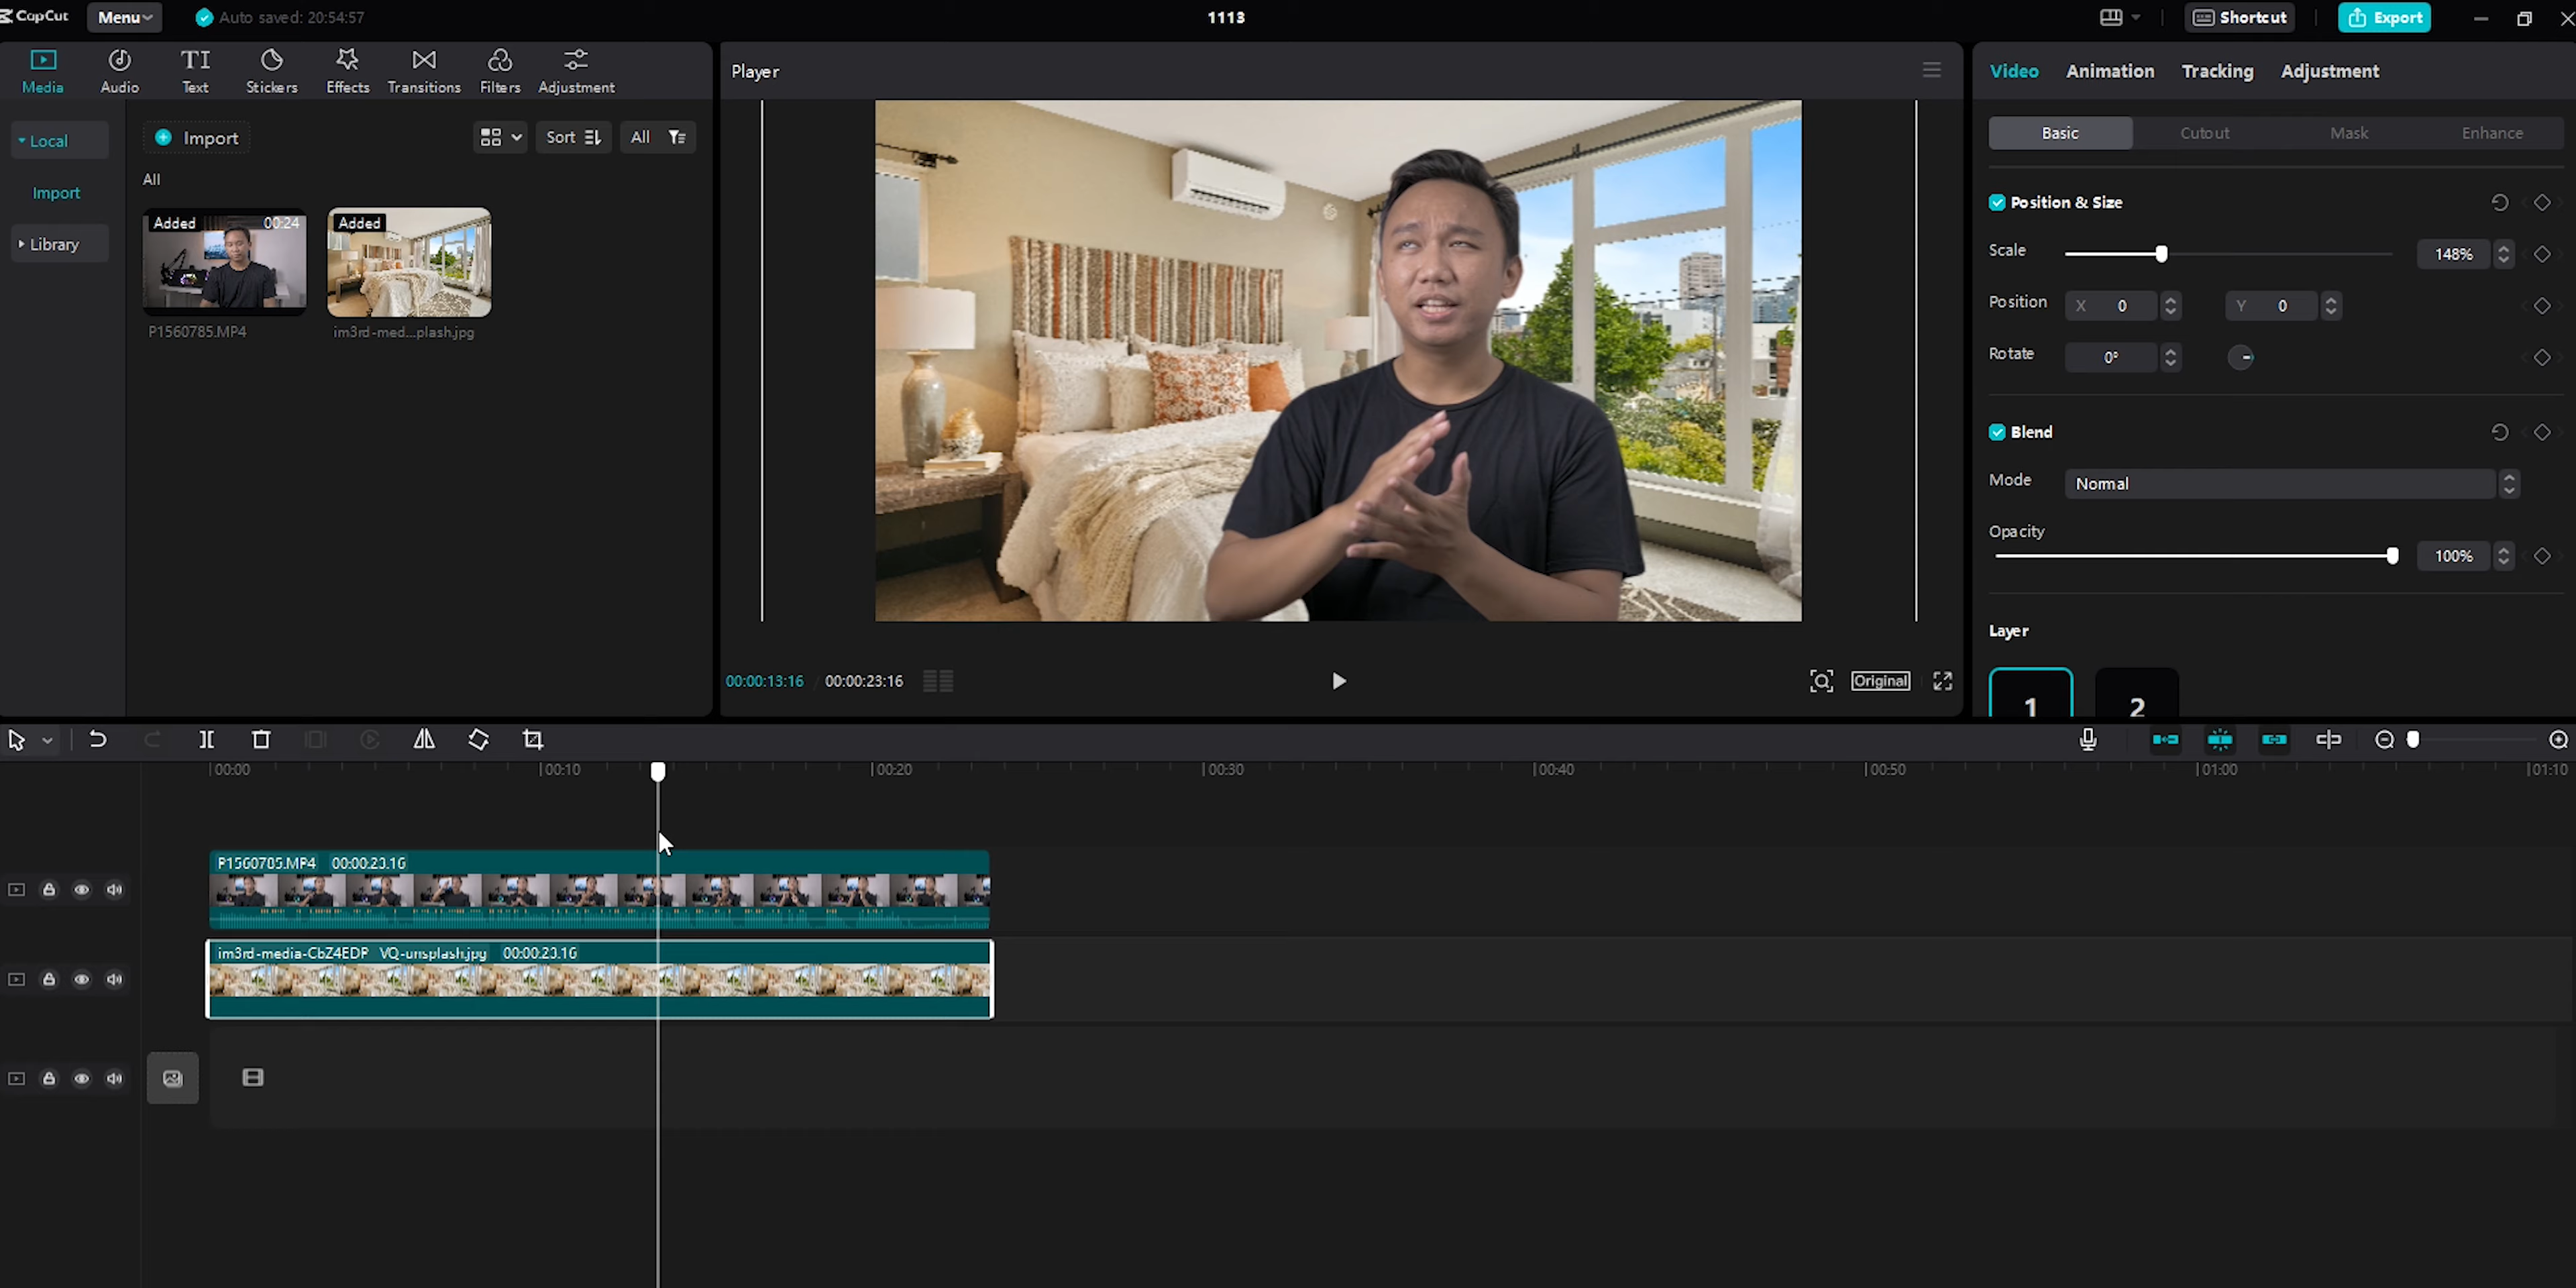 CapCut Menu Auto saved: 20:54:57 1113 Shortcut Export
Media Audio Text Stickers Effects Transitions Filters Adjustment
Local
Import
Library
Import Sort All
All
Added 00:24
P1560785.MP4
Added
im3rd-med...plash.jpg
Player
00:00:13:16 / 00:00:23:16
Original
Video Animation Tracking Adjustment
Basic Cutout Mask Enhance
Position & Size
Scale 148%
Position X 0 Y 0
Rotate 0°
Blend
Mode Normal
Opacity
100%
Layer
1 2
00:00 00:10 00:20 00:30 00:40 00:50 01:00 01:10
P1560785.MP4 00:00:23:16
im3rd-media-CbZ4EDP_VQ-unsplash.jpg 00:00:23:16